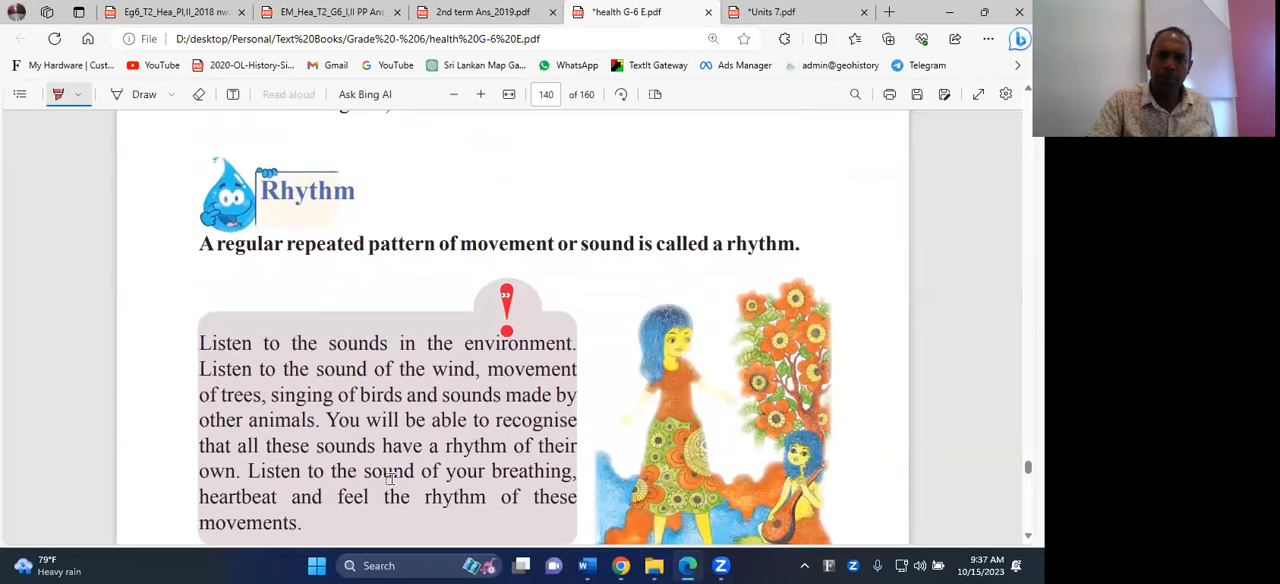 Eg6_T2_Hea_PI,II_2018 nw.
EM_Hea_T2_G6_I,II PP Ans.
2nd term Ans_2019.pdf
*health G-6 E.pdf
*Units 7.pdf
File
D:/desktop/Personal/Text%20Books/Grade%20-%206/health%20G-6%20E.pdf
My Hardware | Cust...
YouTube
2020-OL-History-Si...
Gmail
YouTube
Sri Lankan Map Ga...
WhatsApp
TextIt Gateway
Ads Manager
admin@geohistory
Telegram
Draw
Read aloud
Ask Bing AI
140
of 160
Rhythm
A regular repeated pattern of movement or sound is called a rhythm.
Listen to the sounds in the environment.
Listen to the sound of the wind, movement
of trees, singing of birds and sounds made by
other animals. You will be able to recognise
that all these sounds have a rhythm of their
own. Listen to the sound of your breathing,
heartbeat and feel the rhythm of these
movements.
79°F
Heavy rain
Search
9:37 AM
10/15/2023